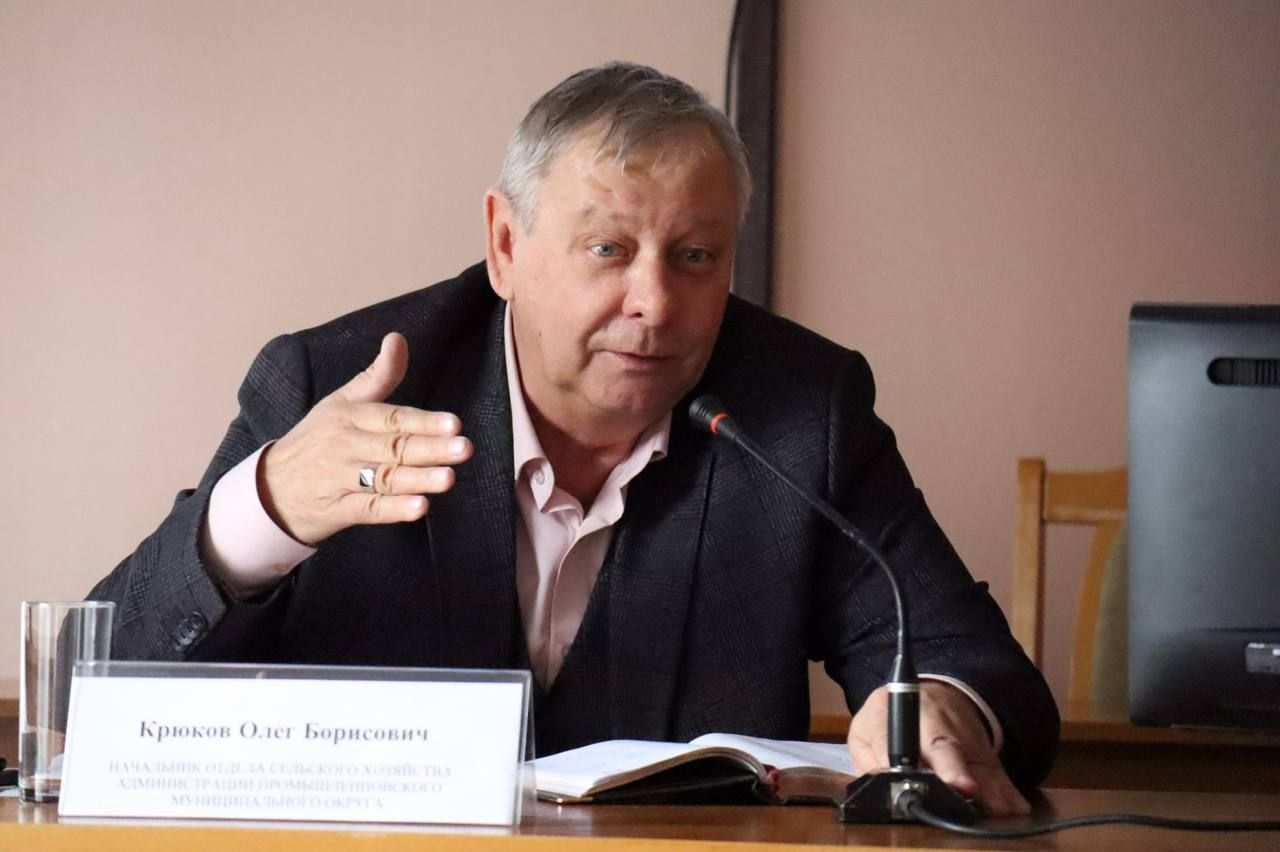 Крюков Олег Борисович
НАЧАЛЬНИК ОТДЕЛА СЕЛЬСКОГО ХОЗЯЙСТВА
АДМИНИСТРАЦИИ ПРОМЫШЛЕННОВСКОГО
МУНИЦИПАЛЬНОГО ОКРУГА